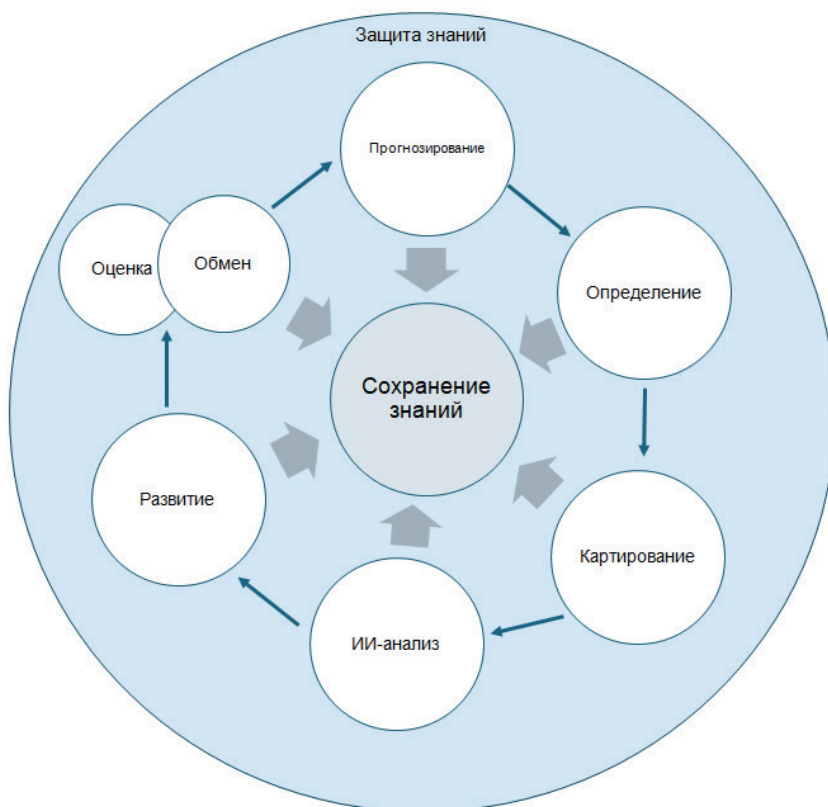 Защита знаний
Прогнозирование
Оценка
Обмен
Определение
Сохранение
знаний
Развитие
Картирование
ИИ-анализ